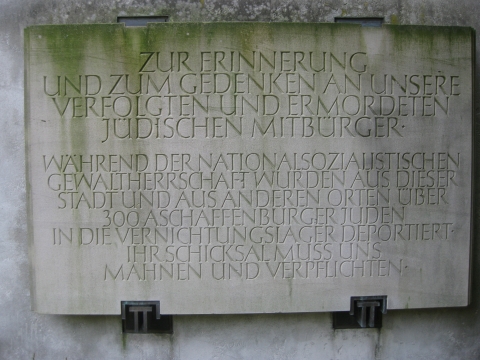 ZUR ERINNERUNG
UND ZUM GEDENKEN AN UNSERE
VERFOLGTEN UND ERMORDETEN
JÜDISCHEN MITBÜRGER·
WÄHREND DER NATIONALSOZIALISTISCHEN
GEWALTHERRSCHAFT WURDEN AUS DIESER
STADT UND AUS ANDEREN ORTEN ÜBER
300 ASCHAFFENBURGER JUDEN
IN DIE VERNICHTUNGSLAGER DEPORTIERT·
IHR SCHICKSAL MUSS UNS
MAHNEN UND VERPFLICHTEN·